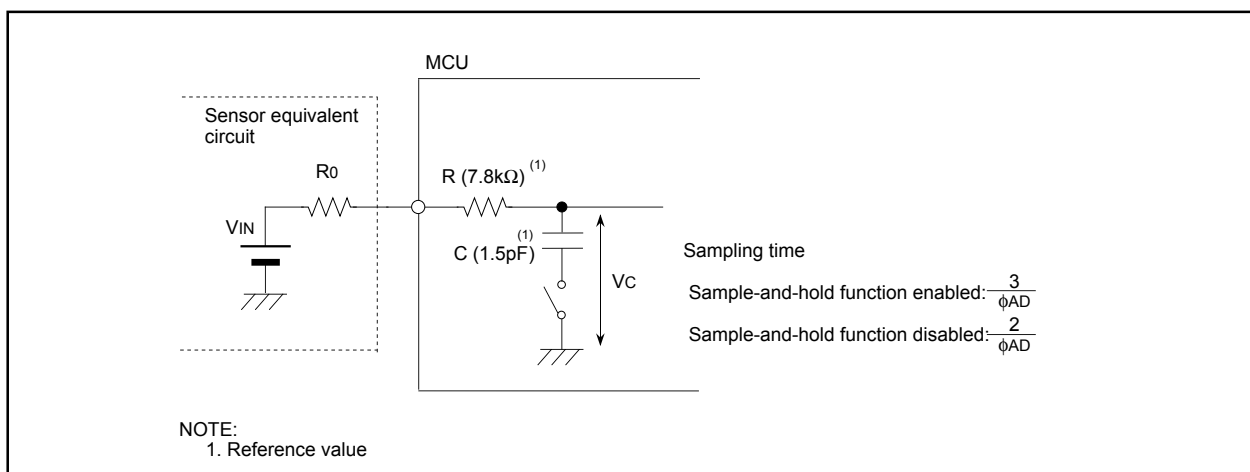 MCU
Sensor equivalent
circuit
R0
R (7.8kΩ) (1)
VIN
C (1.5pF) (1)
VC
Sampling time
Sample-and-hold function enabled: 3/ϕAD
Sample-and-hold function disabled: 2/ϕAD
NOTE:
1. Reference value